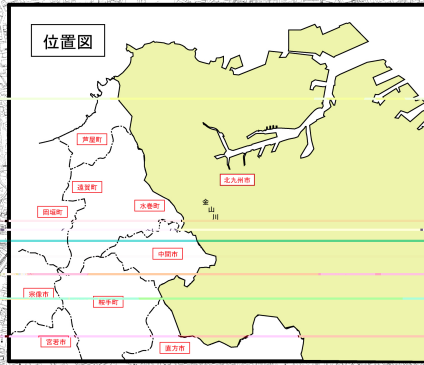 位置図
芦屋町
遠賀町
北九州市
水巻町
岡垣町
金山川
中間市
宗像市
鞍手町
宮若市
直方市